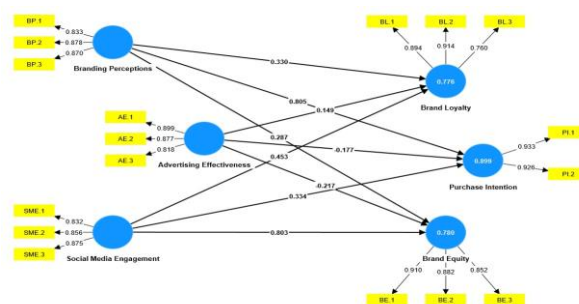 BP.1
0.833
BP.2
0.878
BP.3
0.870
Branding Perceptions
AE.1
0.899
AE.2
0.877
AE.3
0.818
Advertising Effectiveness
SME.1
0.832
SME.2
0.856
SME.3
0.875
Social Media Engagement
0.330
0.805
0.287
0.149
-0.177
-0.217
0.453
0.334
0.803
BL.1
BL.2
BL.3
0.894
0.914
0.760
0.776
Brand Loyalty
PI.1
0.933
0.899
0.926
PI.2
Purchase Intention
0.780
Brand Equity
0.910
0.882
0.852
BE.1
BE.2
BE.3